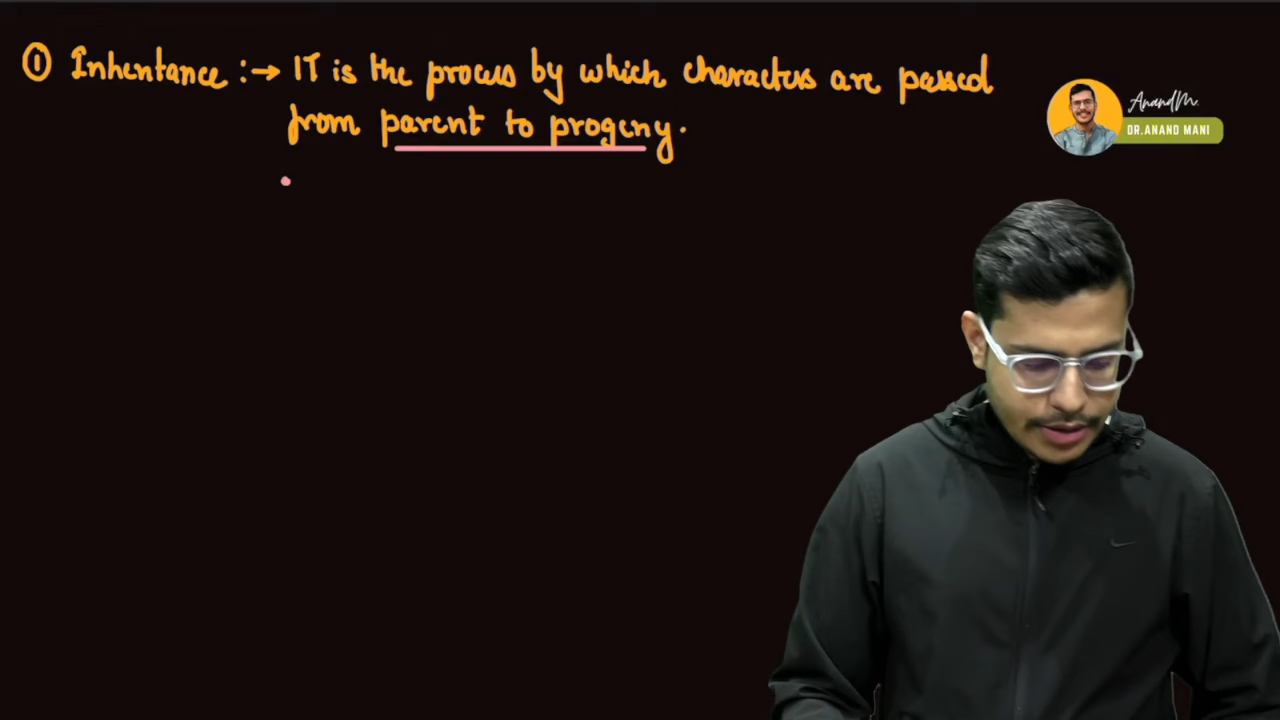 ① Inheritance :→ IT is the process by which characters are passed
from parent to progeny.
AnandM.
DR.ANAND MANI